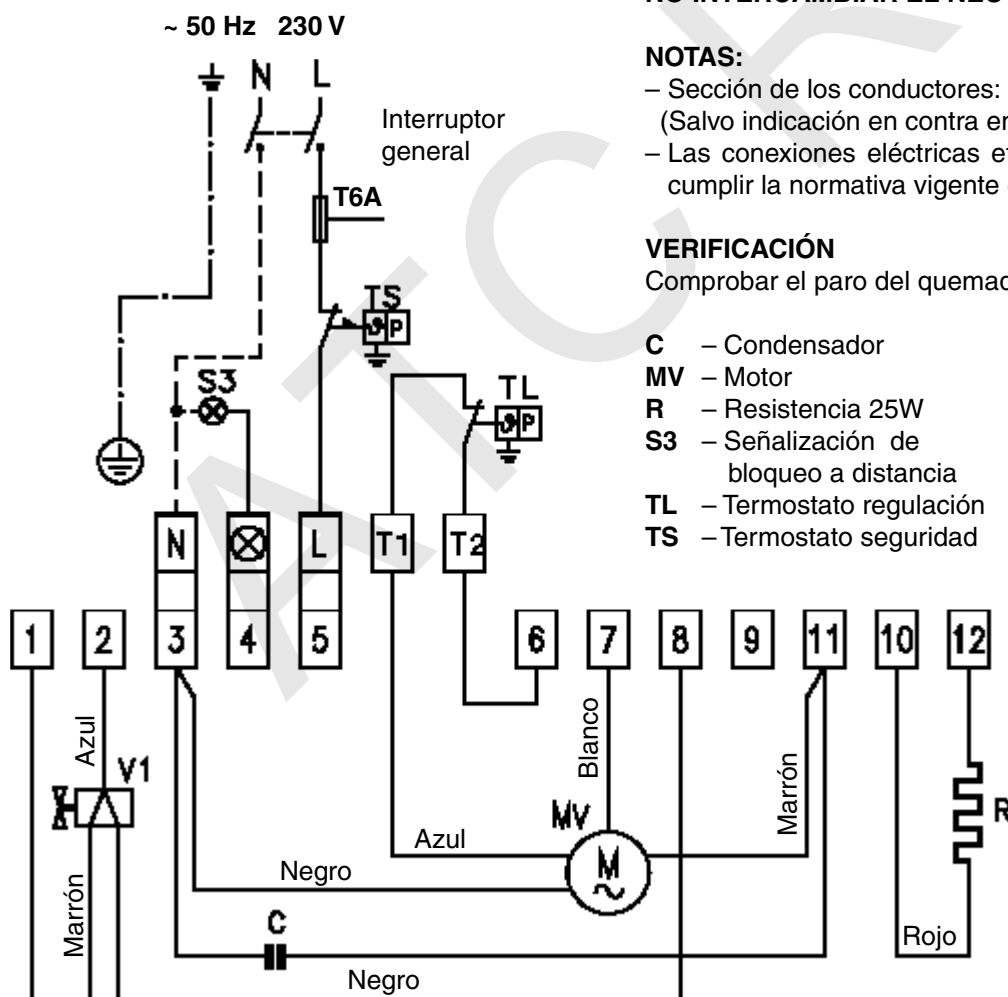 ~ 50 Hz 230 V
N L
Interruptor
general
T6A
TS
P
S3
TL
P
NOTAS:
– Sección de los conductores:
(Salvo indicación en contra
– Las conexiones eléctricas
cumplir la normativa vigente
VERIFICACIÓN
Comprobar el paro del
C – Condensador
MV – Motor
R – Resistencia 25W
S3 – Señalización de
bloqueo a distancia
TL – Termostato regulación
TS – Termostato seguridad
N L T1 T2
1 2 3 4 5 6 7 8 9 11 10 12
Azul
V1
Marrón
Blanco
Marrón
R
MV
M
Azul
Negro
C
Negro
Rojo
ATC